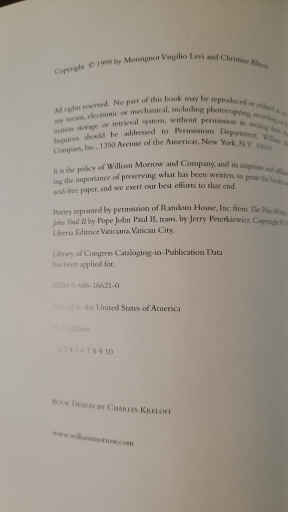 Copyright © 1999 by Monsignor Virgilio Levi and Christine
All rights reserved. No part of this book may be reproduced or
any means, electronic or mechanical, including photocopying,
storage or retrieval system, without permission in writing from
Inquiries should be addressed to Permissions Department, William
Company, Inc., 1350 Avenue of the Americas, New York, N.Y.
It is the policy of William Morrow and Company, and its imprints and
ing the importance of preserving what has been written, to print the books
acid-free paper, and we exert our best efforts to that end.
Poetry reprinted by permission of Random House, Inc. from The
John Paul II by Pope John Paul II, trans. by Jerry Peterkiewicz. Copyright ©
Libreria Editrice Vaticana, Vatican City.
Library of Congress Cataloging-in-Publication Data
has been applied for.
in the United States of America
BOOK DESIGN BY CHARLES KRELOFF
www.williammorrow.com